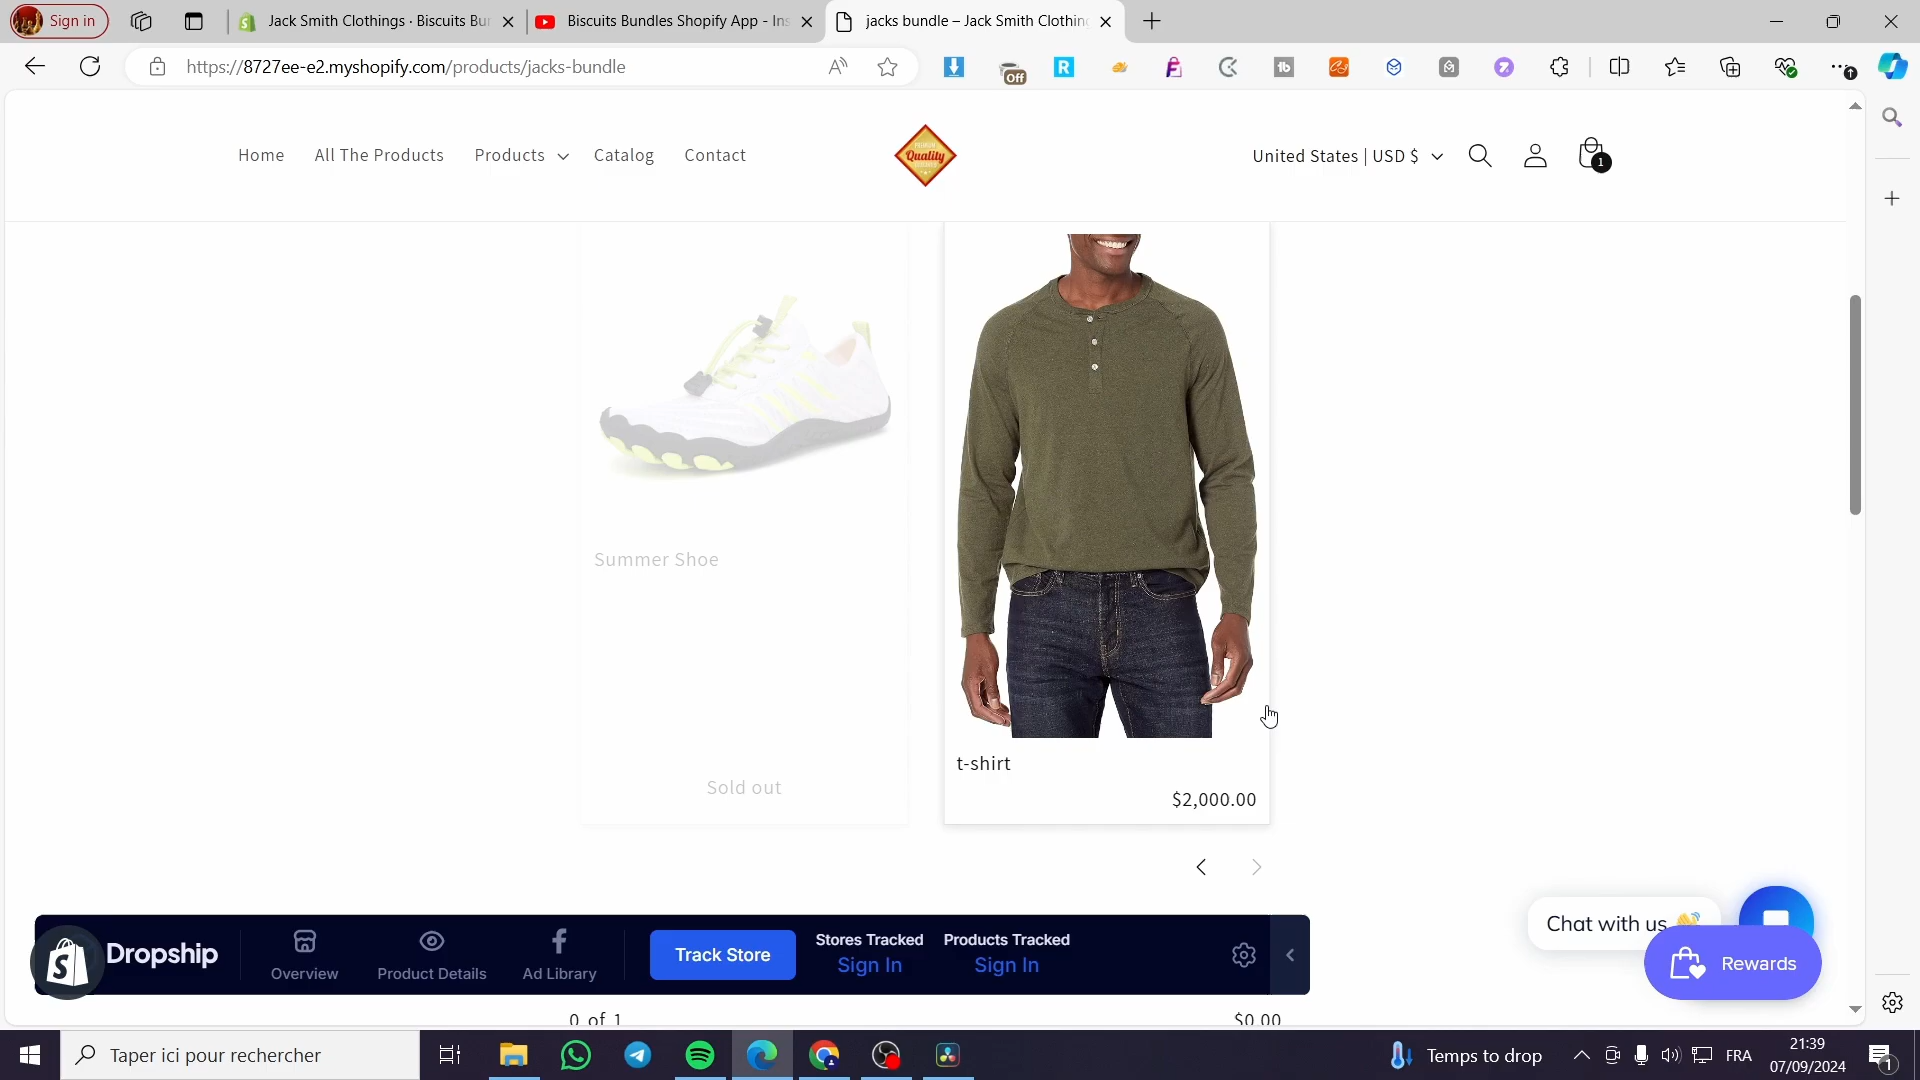 Sign in
Jack Smith Clothings · Biscuits Bun
Biscuits Bundles Shopify App - Ins
jacks bundle – Jack Smith Clothing
https://8727ee-e2.myshopify.com/products/jacks-bundle
Off
Home
All The Products
Products
Catalog
Contact
Quality
United States | USD $
1
Summer Shoe
Sold out
t-shirt
$2,000.00
Chat with us 👋
Rewards
Dropship
Overview
Product Details
Ad Library
Track Store
Stores Tracked
Sign In
Products Tracked
Sign In
0 of 1
$0.00
Taper ici pour rechercher
Temps to drop
FRA
21:39
07/09/2024
1